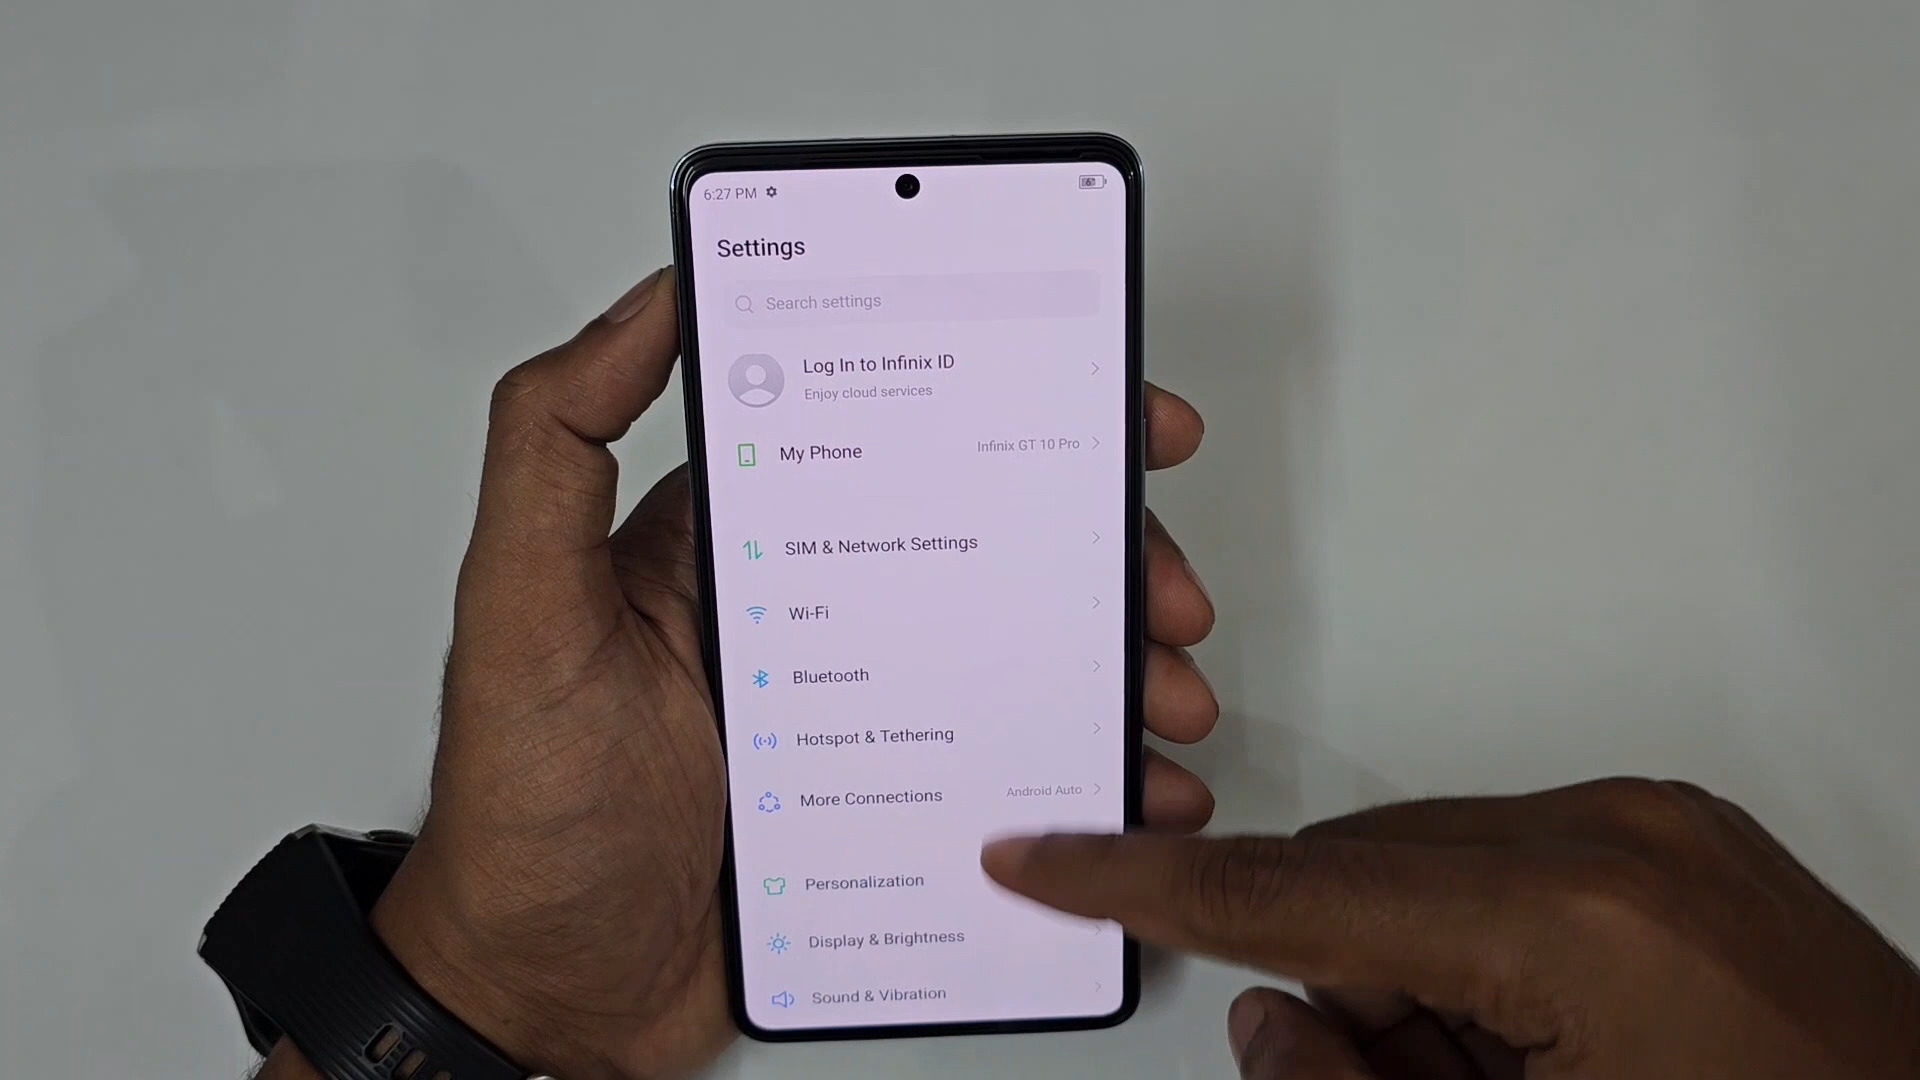 6:27 PM
Settings
Search settings
Log In to Infinix ID
Enjoy cloud services
My Phone
Infinix GT 10 Pro
SIM & Network Settings
Wi-Fi
Bluetooth
Hotspot & Tethering
More Connections
Android Auto
Personalization
Display & Brightness
Sound & Vibration